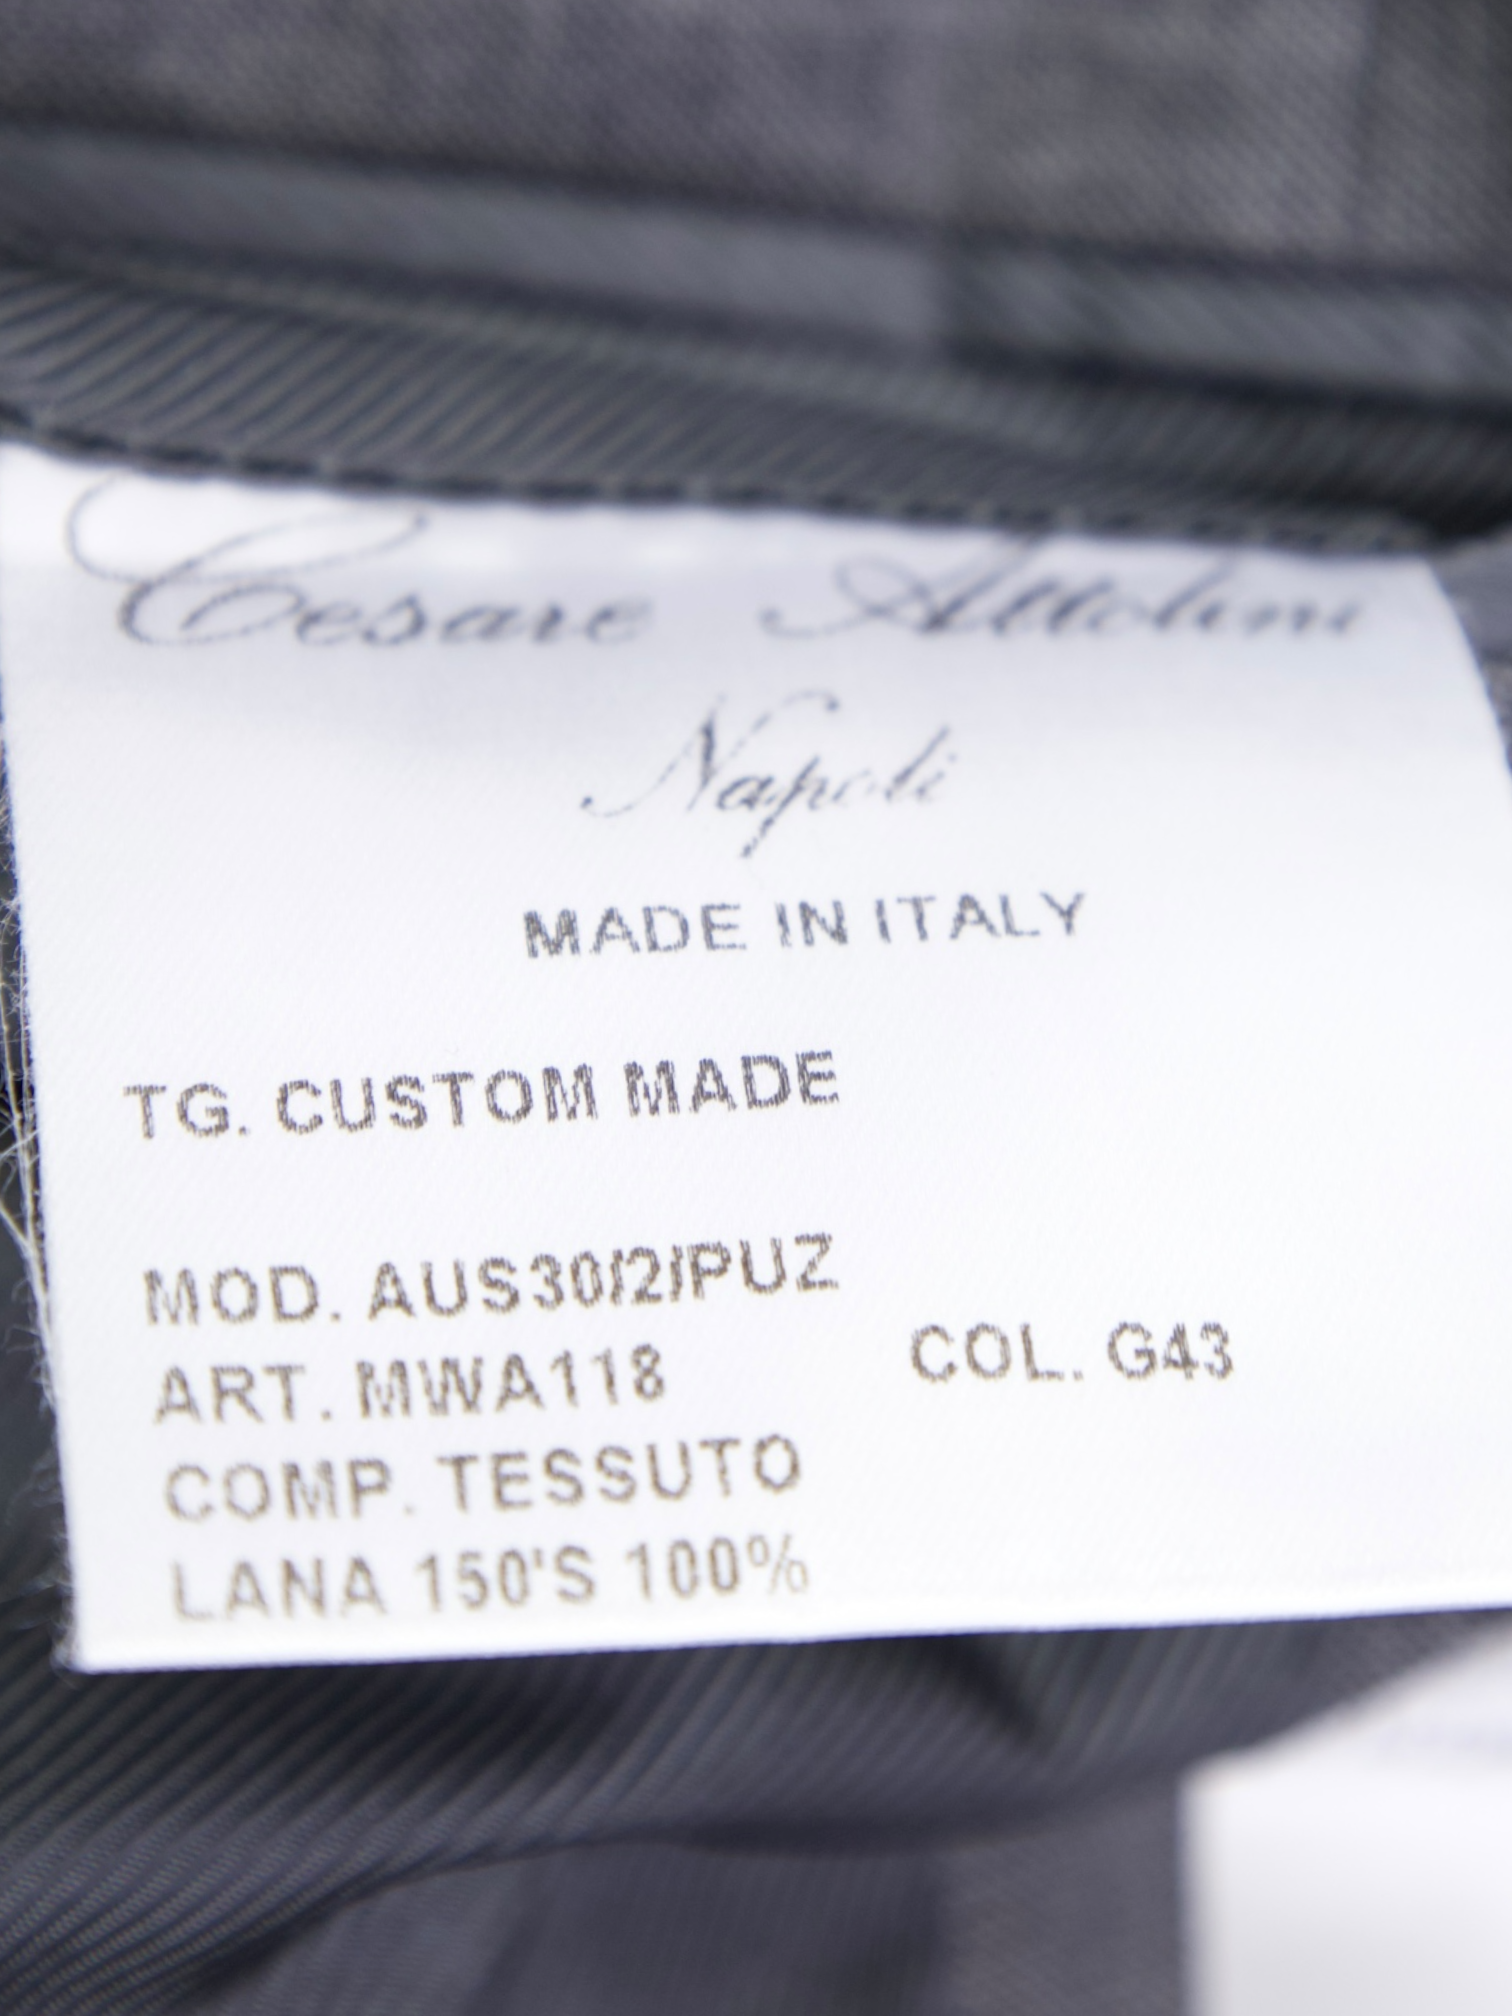 Cesare Attolini
Napoli
MADE IN ITALY
TG. CUSTOM MADE
MOD. AUS30/2/PUZ
ART. MWA118 COL. G43
COMP. TESSUTO
LANA 150'S 100%